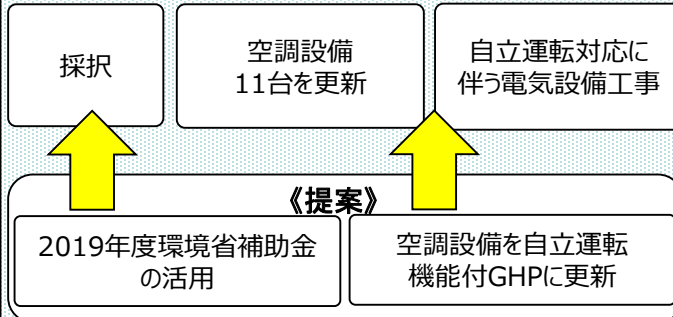 採択
空調設備
11台を更新
自立運転対応に
伴う電気設備工事
《提案》
2019年度環境省補助金
の活用
空調設備を自立運転
機能付GHPに更新